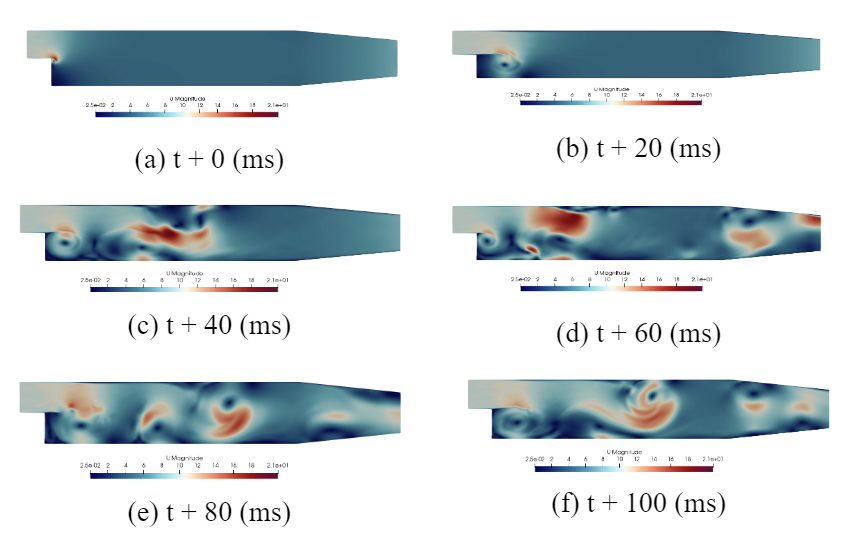 U Magnitude
2.5e-02 2 4 6 8 10 12 14 16 18 2.1e+01
(a) t + 0 (ms)
U Magnitude
2.5e-02 2 4 6 8 10 12 14 16 18 2.1e+01
(b) t + 20 (ms)
U Magnitude
2.5e-02 2 4 6 8 10 12 14 16 18 2.1e+01
(c) t + 40 (ms)
U Magnitude
2.5e-02 2 4 6 8 10 12 14 16 18 2.1e+01
(d) t + 60 (ms)
U Magnitude
2.5e-02 2 4 6 8 10 12 14 16 18 2.1e+01
(e) t + 80 (ms)
U Magnitude
2.5e-02 2 4 6 8 10 12 14 16 18 2.1e+01
(f) t + 100 (ms)